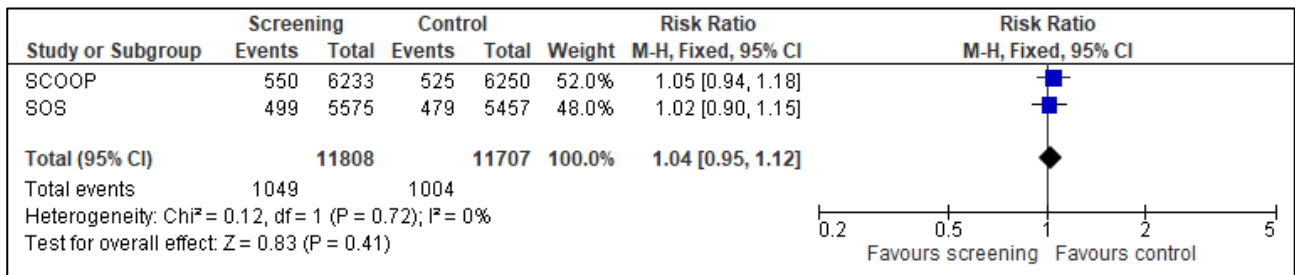 Screening Control Risk Ratio Risk Ratio
Study or Subgroup Events Total Events Total Weight M-H, Fixed, 95% CI M-H, Fixed, 95% CI
SCOOP 550 6233 525 6250 52.0% 1.05 [0.94, 1.18]
SOS 499 5575 479 5457 48.0% 1.02 [0.90, 1.15]
Total (95% CI) 11808 11707 100.0% 1.04 [0.95, 1.12]
Total events 1049 1004
Heterogeneity: Chi² = 0.12, df = 1 (P = 0.72); I² = 0%
Test for overall effect: Z = 0.83 (P = 0.41)
0.2 0.5 1 2 5
Favours screening Favours control